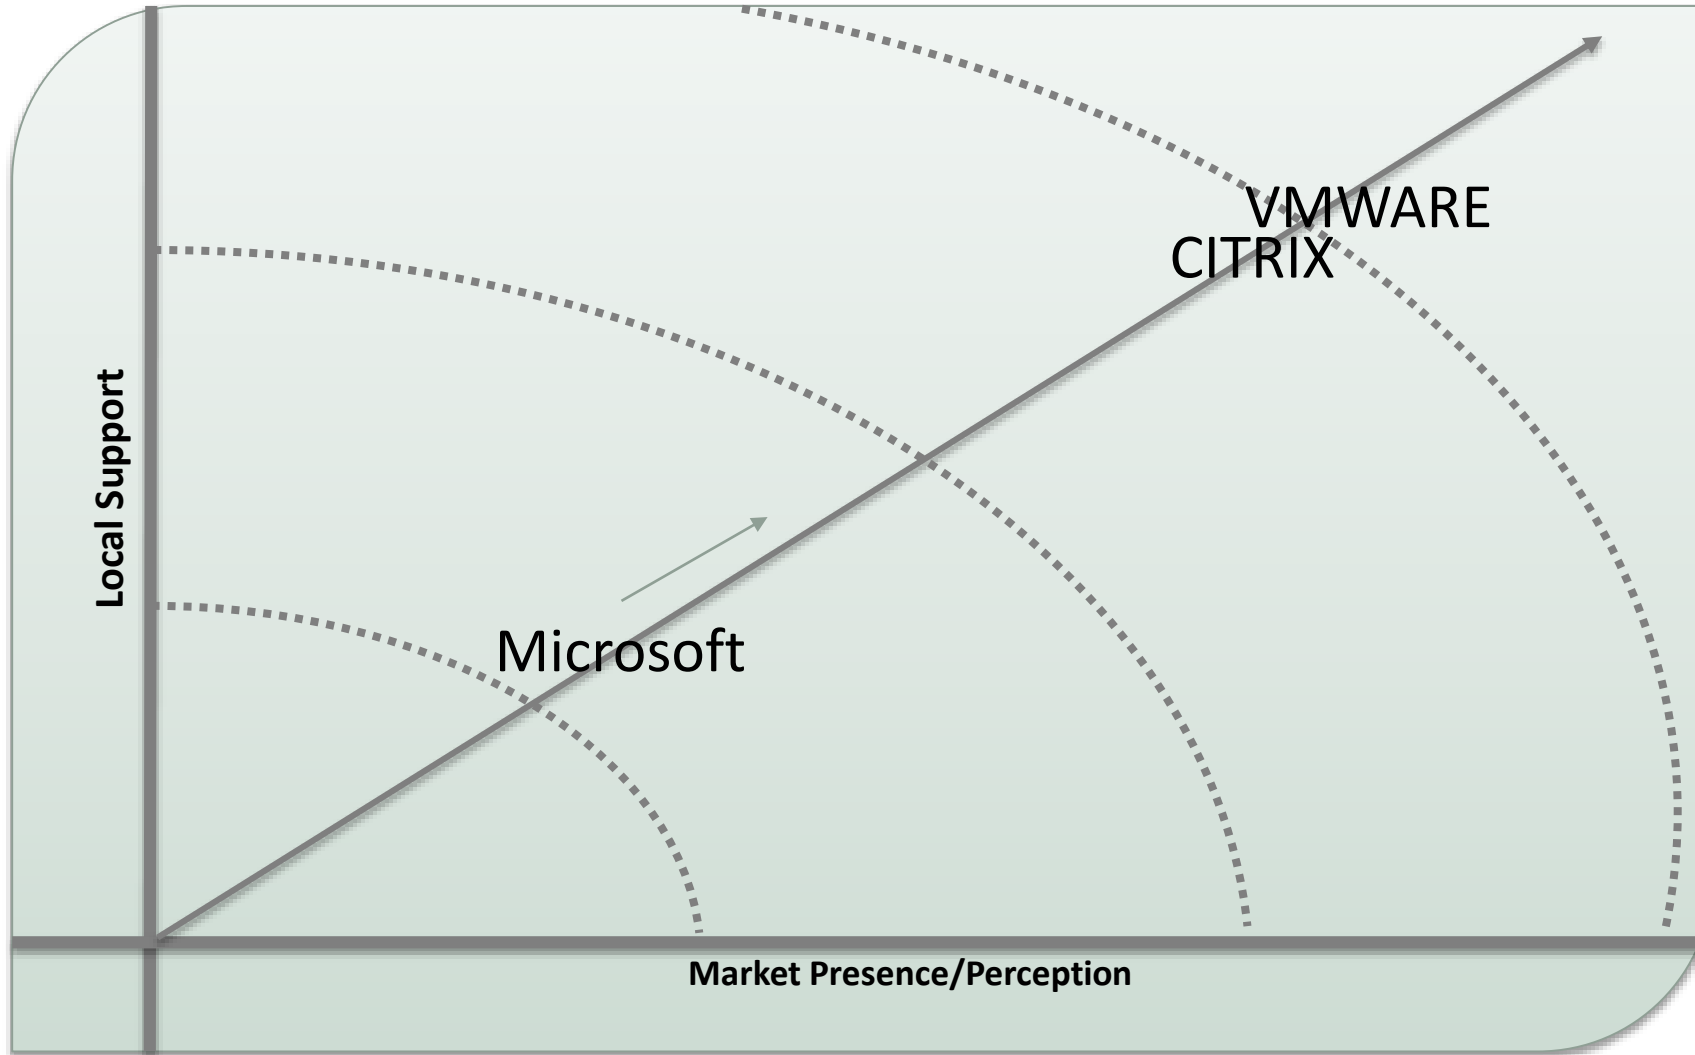 VMWARE
CITRIX
Local Support
Microsoft
Market Presence/Perception